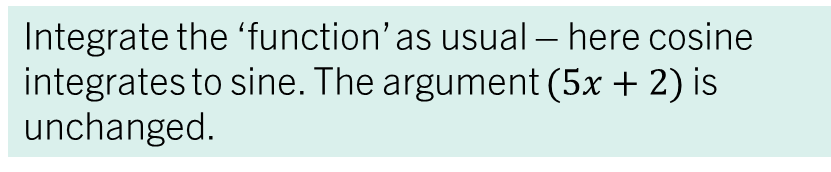 Integrate the ‘function’ as usual – here cosine
integrates to sine. The argument (5x + 2) is
unchanged.